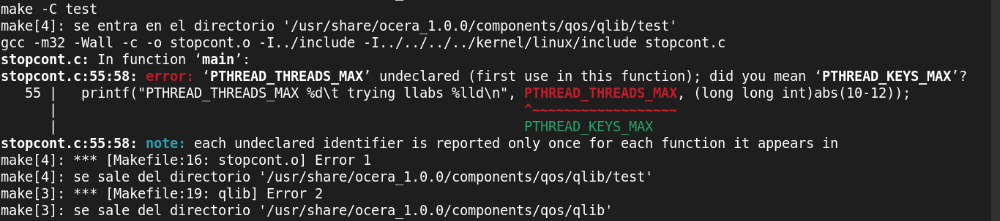 make -C test
make[4]: se entra en el directorio '/usr/share/ocera_1.0.0/components/qos/qlib/test'
gcc -m32 -Wall -c -o stopcont.o -I../include -I../../../../kernel/linux/include stopcont.c
stopcont.c: In function ‘main’:
stopcont.c:55:58: error: ‘PTHREAD_THREADS_MAX’ undeclared (first use in this function); did you mean ‘PTHREAD_KEYS_MAX’?
   55 |   printf("PTHREAD_THREADS_MAX %d\t trying llabs %lld\n", PTHREAD_THREADS_MAX, (long long int)abs(10-12));
      |                                                          ^~~~~~~~~~~~~~~~~~~
      |                                                          PTHREAD_KEYS_MAX
stopcont.c:55:58: note: each undeclared identifier is reported only once for each function it appears in
make[4]: *** [Makefile:16: stopcont.o] Error 1
make[4]: se sale del directorio '/usr/share/ocera_1.0.0/components/qos/qlib/test'
make[3]: *** [Makefile:19: qlib] Error 2
make[3]: se sale del directorio '/usr/share/ocera_1.0.0/components/qos/qlib'